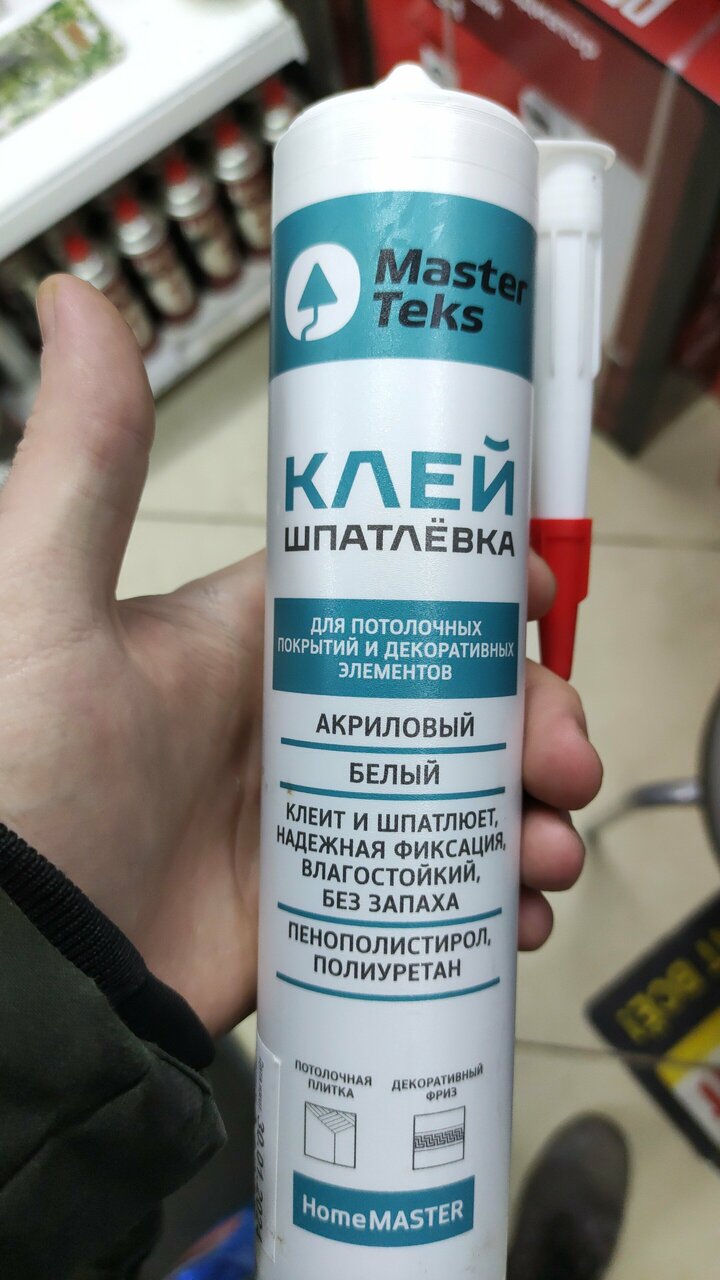 Master
Teks
КЛЕЙ
ШПАТЛЁВКА
ДЛЯ ПОТОЛОЧНЫХ
ПОКРЫТИЙ И ДЕКОРАТИВНЫХ
ЭЛЕМЕНТОВ
АКРИЛОВЫЙ
БЕЛЫЙ
КЛЕИТ И ШПАТЛЮЕТ,
НАДЕЖНАЯ ФИКСАЦИЯ,
ВЛАГОСТОЙКИЙ,
БЕЗ ЗАПАХА
ПЕНОПОЛИСТИРОЛ,
ПОЛИУРЕТАН
ПОТОЛОЧНАЯ
ПЛИТКА
ДЕКОРАТИВНЫЙ
ФРИЗ
HomeMASTER